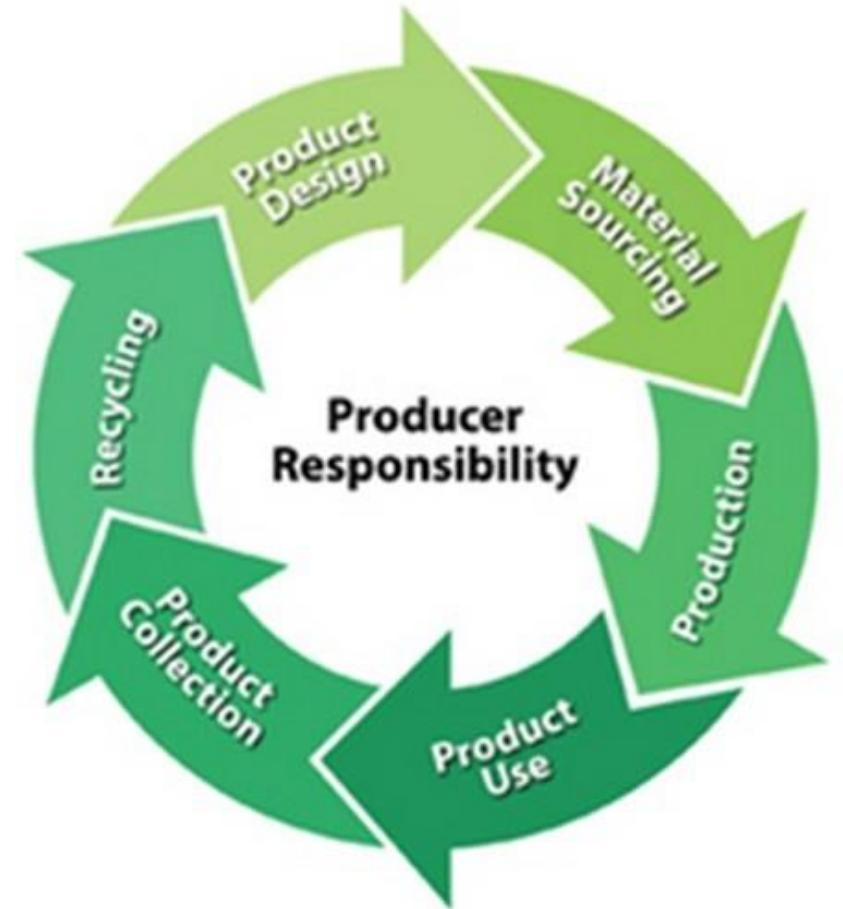 Product
Design
Material
Sourcing
Production
Product
Use
Product
Collection
Recycling
Producer
Responsibility